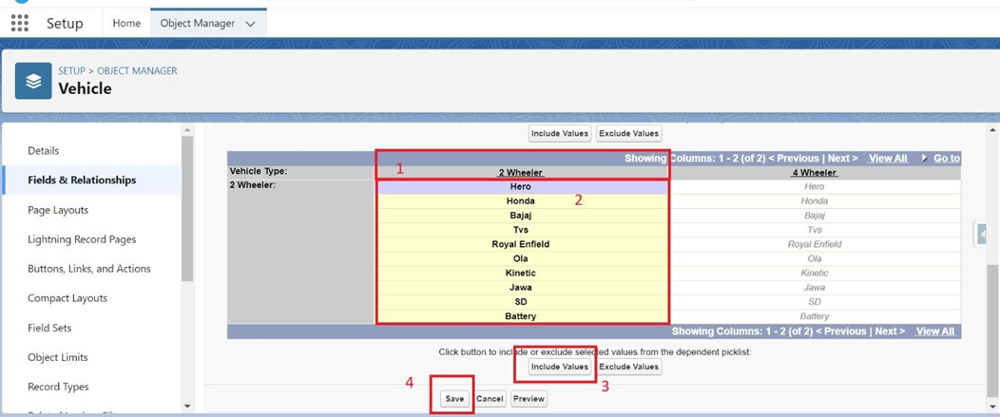 Setup Home Object Manager
SETUP > OBJECT MANAGER
Vehicle
Details
Fields & Relationships
Page Layouts
Lightning Record Pages
Buttons, Links, and Actions
Compact Layouts
Field Sets
Object Limits
Record Types
Include Values Exclude Values
Showing Columns: 1 - 2 (of 2) < Previous | Next > View All Go to
Vehicle Type: 1 2 Wheeler 4 Wheeler
2 Wheeler: Hero Hero
2
Honda Honda
Bajaj Bajaj
Tvs Tvs
Royal Enfield Royal Enfield
Ola Ola
Kinetic Kinetic
Jawa Jawa
SD SD
Battery Battery
Showing Columns: 1 - 2 (of 2) < Previous | Next > View All
Click button to include or exclude selected values from the dependent picklist:
Include Values Exclude Values
3
4
Save Cancel Preview